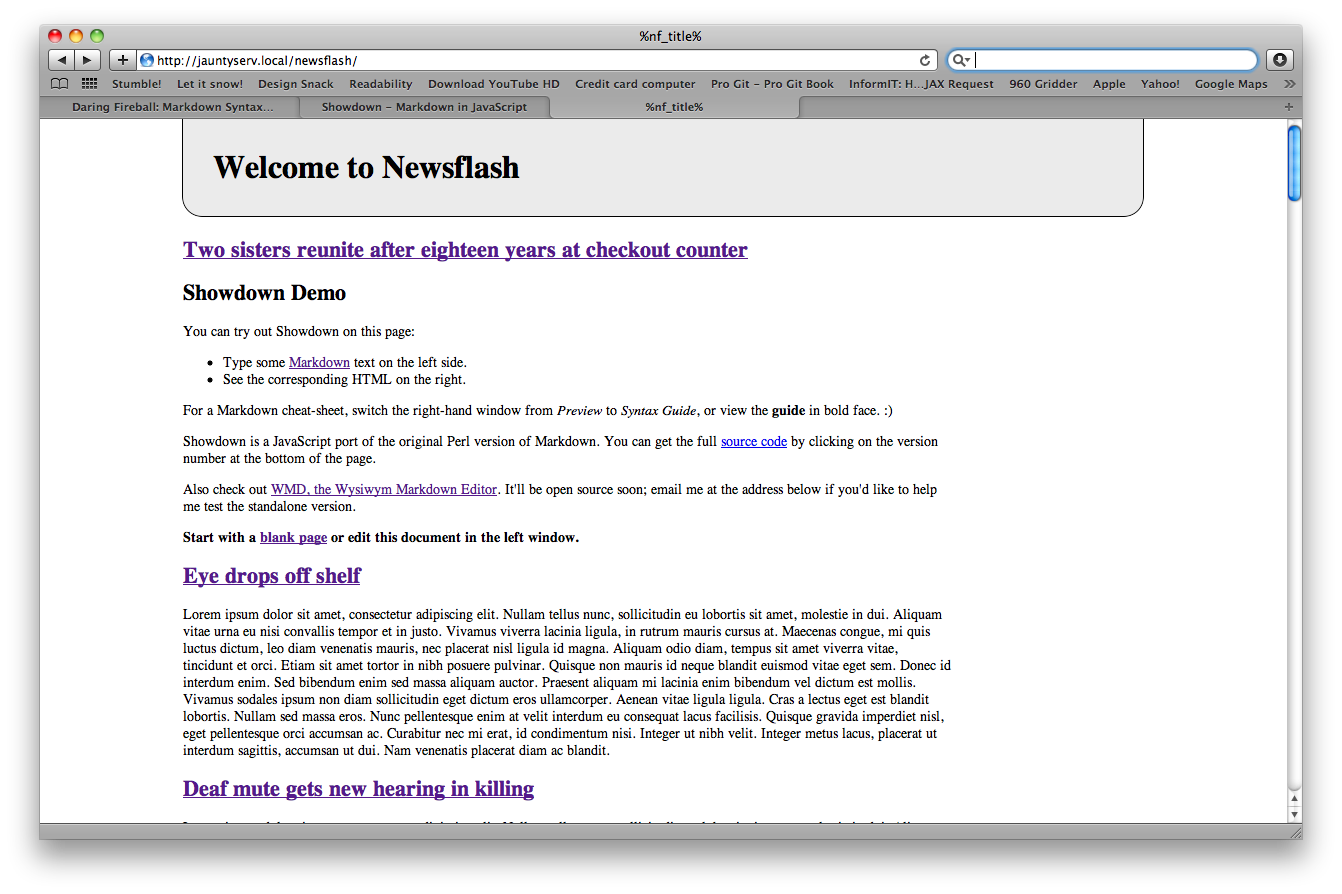 %nf_title%
http://jauntyserv.local/newsflash/
Stumble! Let it snow! Design Snack Readability Download YouTube HD Credit card computer Pro Git – Pro Git Book InformIT: H...JAX Request 960 Gridder Apple Yahoo! Google Maps
Daring Fireball: Markdown Syntax... Showdown – Markdown in JavaScript %nf_title%
Welcome to Newsflash
Two sisters reunite after eighteen years at checkout counter
Showdown Demo
You can try out Showdown on this page:
• Type some Markdown text on the left side.
• See the corresponding HTML on the right.
For a Markdown cheat-sheet, switch the right-hand window from Preview to Syntax Guide, or view the guide in bold face. :)
Showdown is a JavaScript port of the original Perl version of Markdown. You can get the full source code by clicking on the version
number at the bottom of the page.
Also check out WMD, the Wysiwym Markdown Editor. It'll be open source soon; email me at the address below if you'd like to help
me test the standalone version.
Start with a blank page or edit this document in the left window.
Eye drops off shelf
Lorem ipsum dolor sit amet, consectetur adipiscing elit. Nullam tellus nunc, sollicitudin eu lobortis sit amet, molestie in dui. Aliquam
vitae urna eu nisi convallis tempor et in justo. Vivamus viverra lacinia ligula, in rutrum mauris cursus at. Maecenas congue, mi quis
luctus dictum, leo diam venenatis mauris, nec placerat nisl ligula id magna. Aliquam odio diam, tempus sit amet viverra vitae,
tincidunt et orci. Etiam sit amet tortor in nibh posuere pulvinar. Quisque non mauris id neque blandit euismod vitae eget sem. Donec id
interdum enim. Sed bibendum enim sed massa aliquam auctor. Praesent aliquam mi lacinia enim bibendum vel dictum est mollis.
Vivamus sodales ipsum non diam sollicitudin eget dictum eros ullamcorper. Aenean vitae ligula ligula. Cras a lectus eget est blandit
lobortis. Nullam sed massa eros. Nunc pellentesque enim at velit interdum eu consequat lacus facilisis. Quisque gravida imperdiet nisl,
eget pellentesque orci accumsan ac. Curabitur nec mi erat, id condimentum nisi. Integer ut nibh velit. Integer metus lacus, placerat ut
interdum sagittis, accumsan ut dui. Nam venenatis placerat diam ac blandit.
Deaf mute gets new hearing in killing